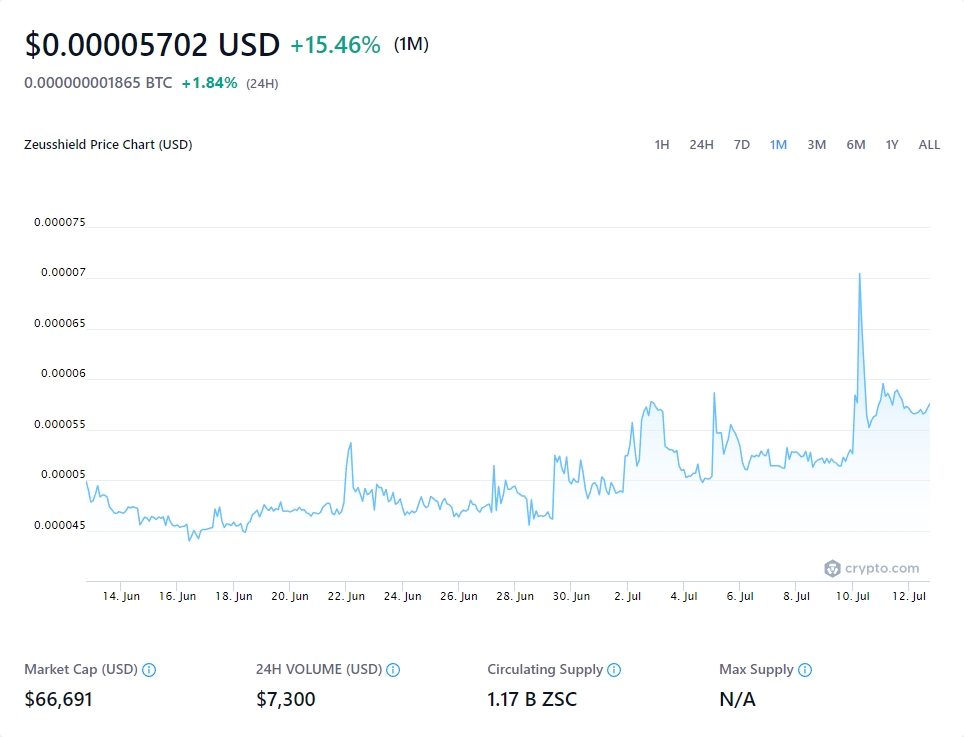 $0.00005702 USD +15.46% (1M)
0.000000001865 BTC +1.84% (24H)
Zeusshield Price Chart (USD) 1H 24H 7D 1M 3M 6M 1Y ALL
0.000075
0.00007
0.000065
0.00006
0.000055
0.00005
0.000045
crypto.com
14. Jun 16. Jun 18. Jun 20. Jun 22. Jun 24. Jun 26. Jun 28. Jun 30. Jun 2. Jul 4. Jul 6. Jul 8. Jul 10. Jul 12. Jul
Market Cap (USD) 24H VOLUME (USD) Circulating Supply Max Supply
$66,691 $7,300 1.17 B ZSC N/A